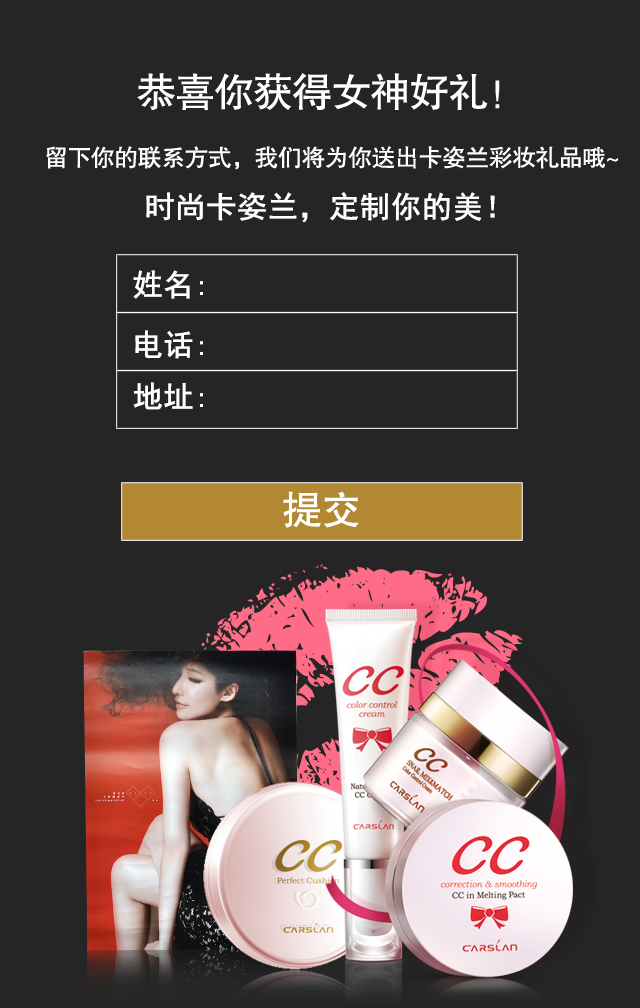 恭喜你获得女神好礼!
留下你的联系方式，我们将为你送出卡姿兰彩妆礼品哦~
时尚卡姿兰，定制你的美!
姓名:
电话:
地址:
提交
CC
color control
cream
CC
SNAIL MIX&MATCH
Color Control Cream
CARSLAN
CARSLAN
CC
Perfect Cushion
CARSLAN
CC
correction & smoothing
CC in Melting Pact
CARSLAN